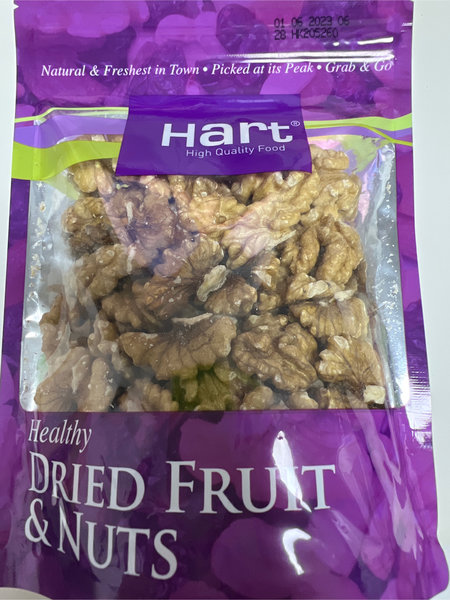 01 06 2023 06
28 HK205260
Natural & Freshest in Town • Picked at its Peak • Grab & Go
Hart®
High Quality Food
Healthy
DRIED FRUIT
& NUTS